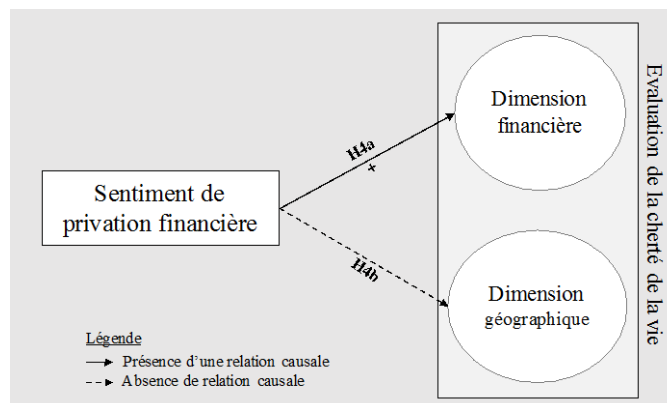 Dimension
financière
H4a
+
Sentiment de
privation financière
H4b
Dimension
géographique
Evaluation de la cherté de la vie
Légende
Présence d'une relation causale
Absence de relation causale